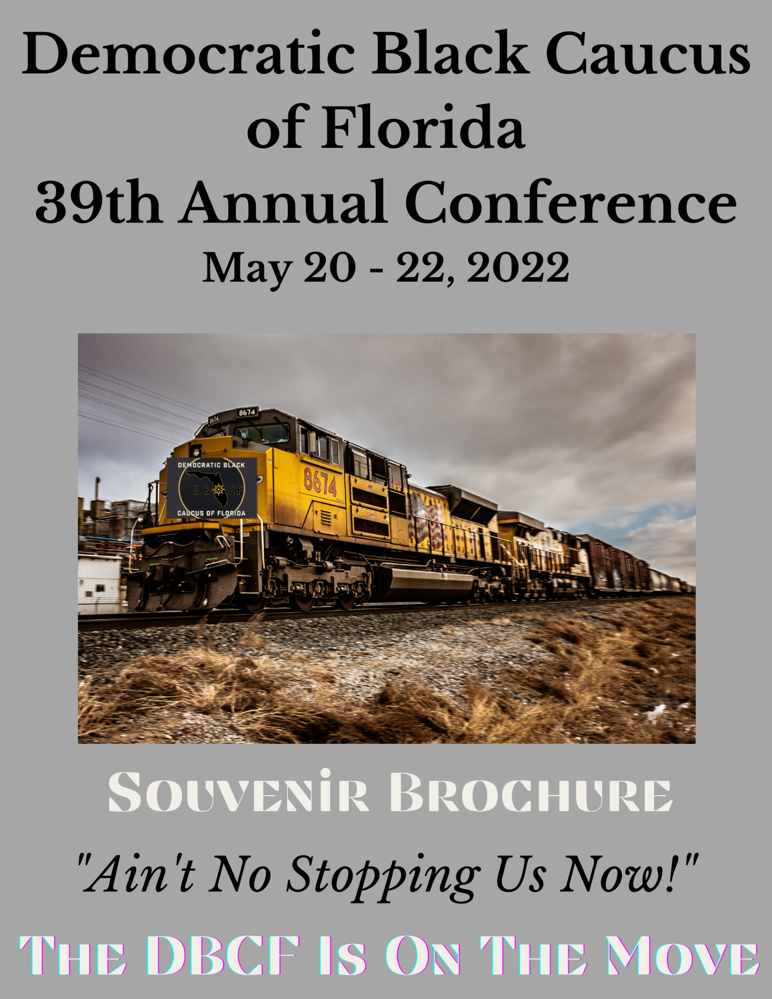 Democratic Black Caucus
of Florida
39th Annual Conference
May 20 - 22, 2022
8674
8674
DEMOCRATIC BLACK
8674
DB CF
CAUCUS OF FLORIDA
Souvenir Brochure
"Ain't No Stopping Us Now!"
The DBCF Is On The Move